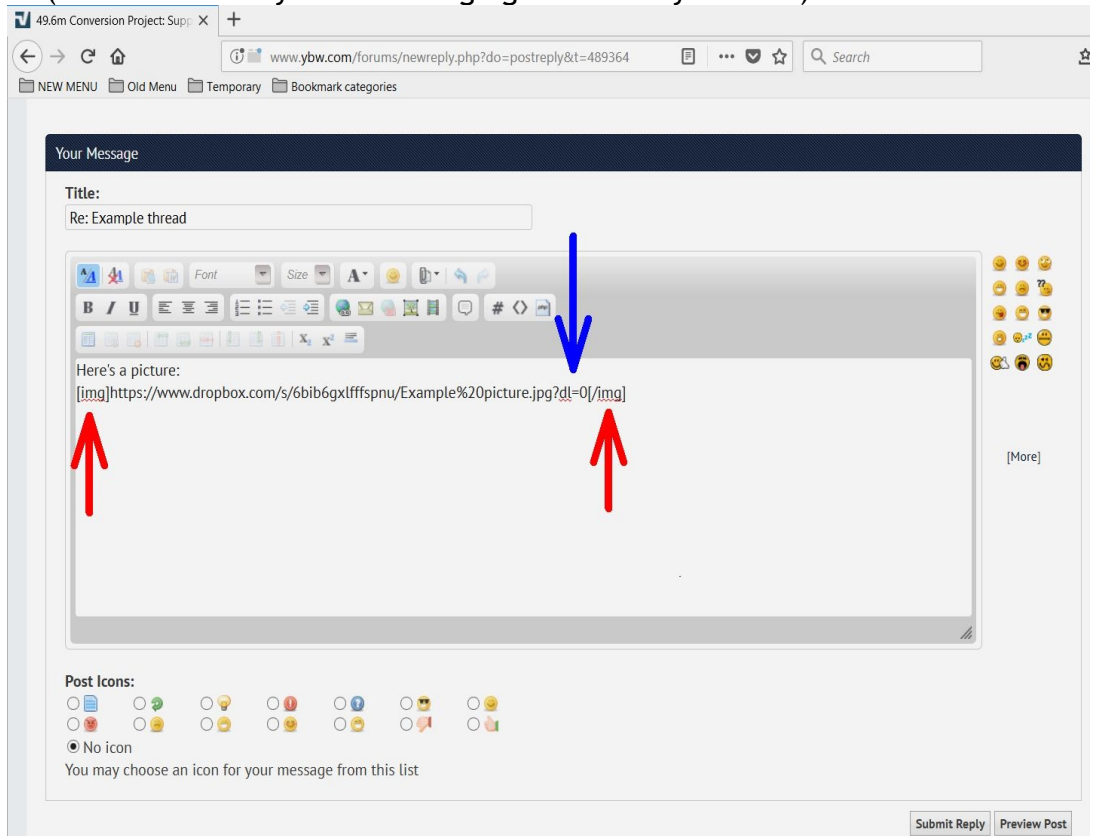 49.6m Conversion Project: Supp
www.ybw.com/forums/newreply.php?do=postreply&t=489364
Search
NEW MENU Old Menu Temporary Bookmark categories
Your Message
Title:
Re: Example thread
Font Size A
B I U # <>
X₂ x²
Here's a picture:
[img]https://www.dropbox.com/s/6bib6gxlfffspnu/Example%20picture.jpg?dl=0[/img]
[More]
Post Icons:
No icon
You may choose an icon for your message from this list
Submit Reply Preview Post